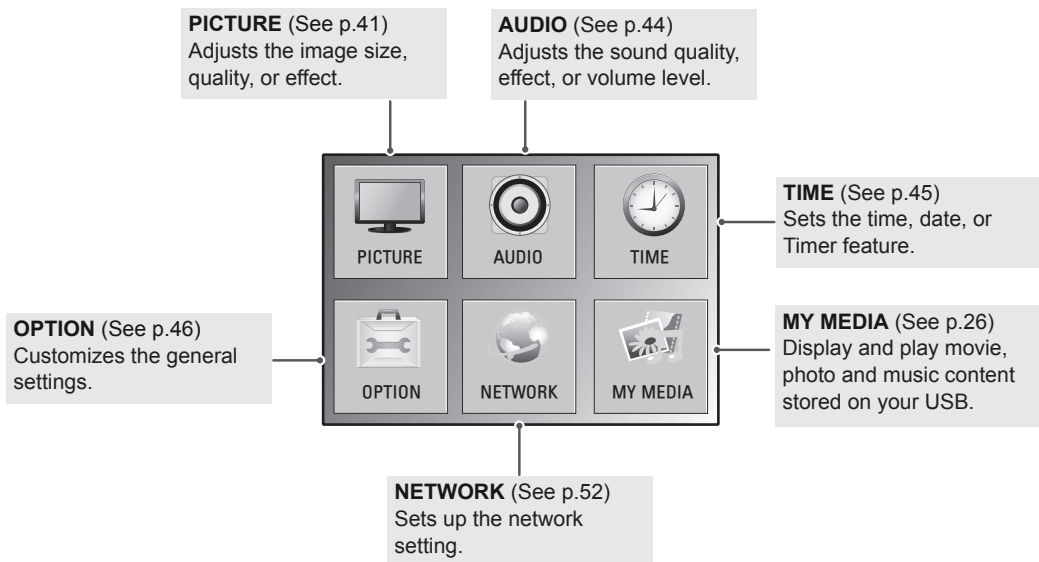 PICTURE (See p.41)
Adjusts the image size,
quality, or effect.
AUDIO (See p.44)
Adjusts the sound quality,
effect, or volume level.
PICTURE
AUDIO
TIME
TIME (See p.45)
Sets the time, date, or
Timer feature.
OPTION (See p.46)
Customizes the general
settings.
OPTION
NETWORK
MY MEDIA
MY MEDIA (See p.26)
Display and play movie,
photo and music content
stored on your USB.
NETWORK (See p.52)
Sets up the network
setting.